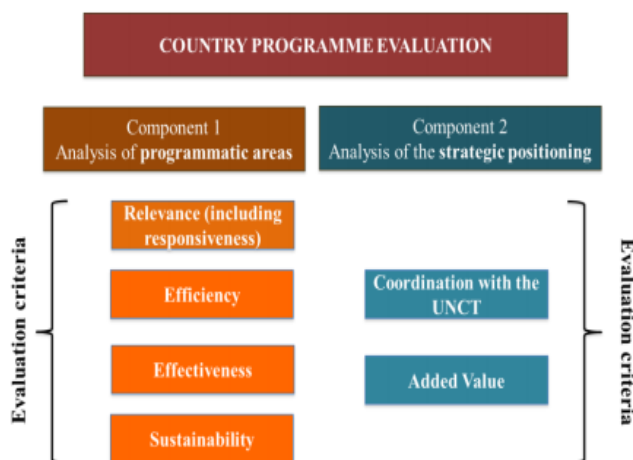 COUNTRY PROGRAMME EVALUATION
Component 1
Analysis of programmatic areas
Component 2
Analysis of the strategic positioning
Evaluation criteria
Relevance (including
responsiveness)
Efficiency
Effectiveness
Sustainability
Coordination with the
UNCT
Added Value
Evaluation criteria